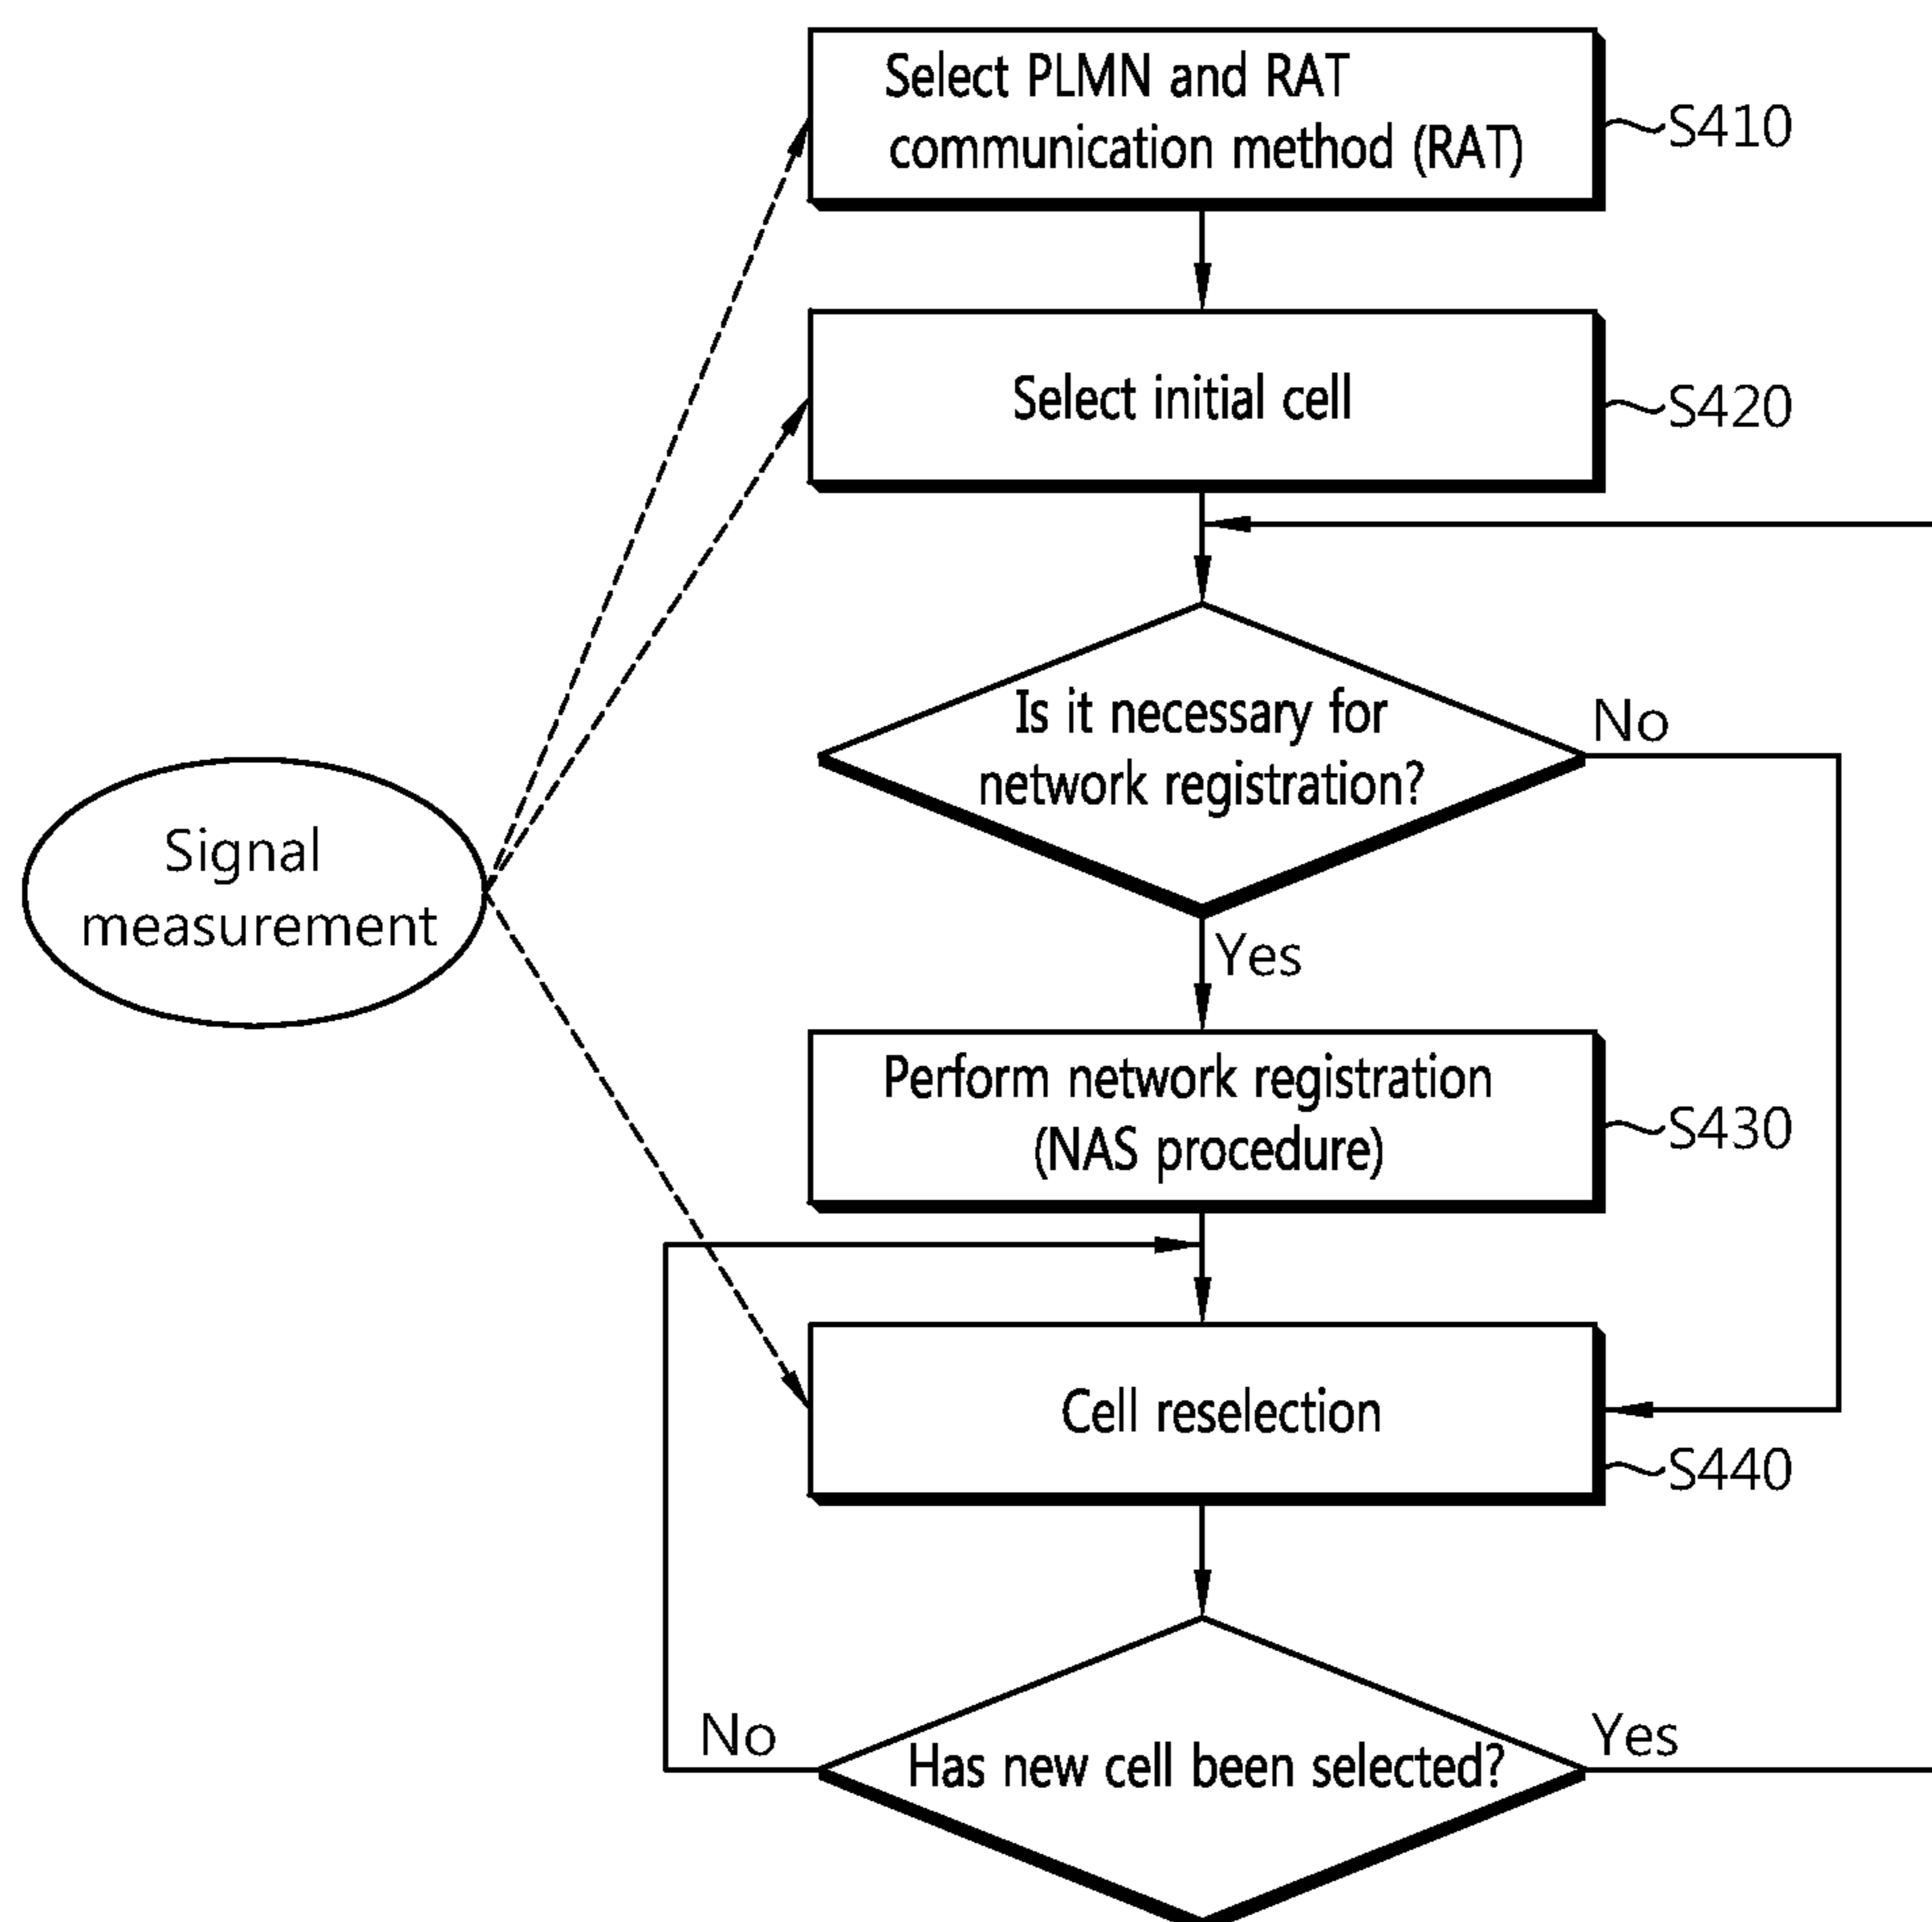 Select PLMN and RAT
communication method (RAT)
S410
Select initial cell
S420
Is it necessary for
network registration?
No
Signal
measurement
Yes
Perform network registration
(NAS procedure)
S430
Cell reselection
S440
No
Has new cell been selected?
Yes